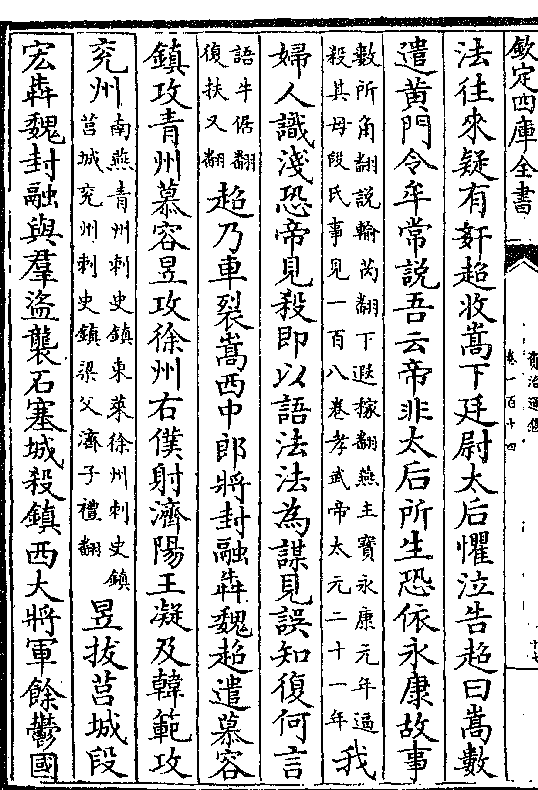 欽定四庫全書
資治通鑑
卷一百十四
法往來疑有姧超收嵩下廷尉太后懼泣告超曰嵩數
遣黄門令牟常説吾云帝非太后所生恐依永康故事
數所角翻説輸芮翻下遐稼翻燕主寶永康元年逼
殺其母段氏事見一百八卷孝武帝太元二十一年
我
婦人識淺恐帝見殺即以語法法為謀見誤知復何言
語牛倨翻
復扶又翻
超乃車裂嵩西中郎將封融犇魏超遣慕容
鎮攻青州慕容昱攻徐州右僕射濟陽王凝及韓範攻
兖州
南燕青州刺史鎮東萊徐州刺史鎮
莒城兖州刺史鎮梁父濟子禮翻
昱拔莒城段
宏犇魏封融與羣盜襲石塞城殺鎮西大將軍餘鬱國